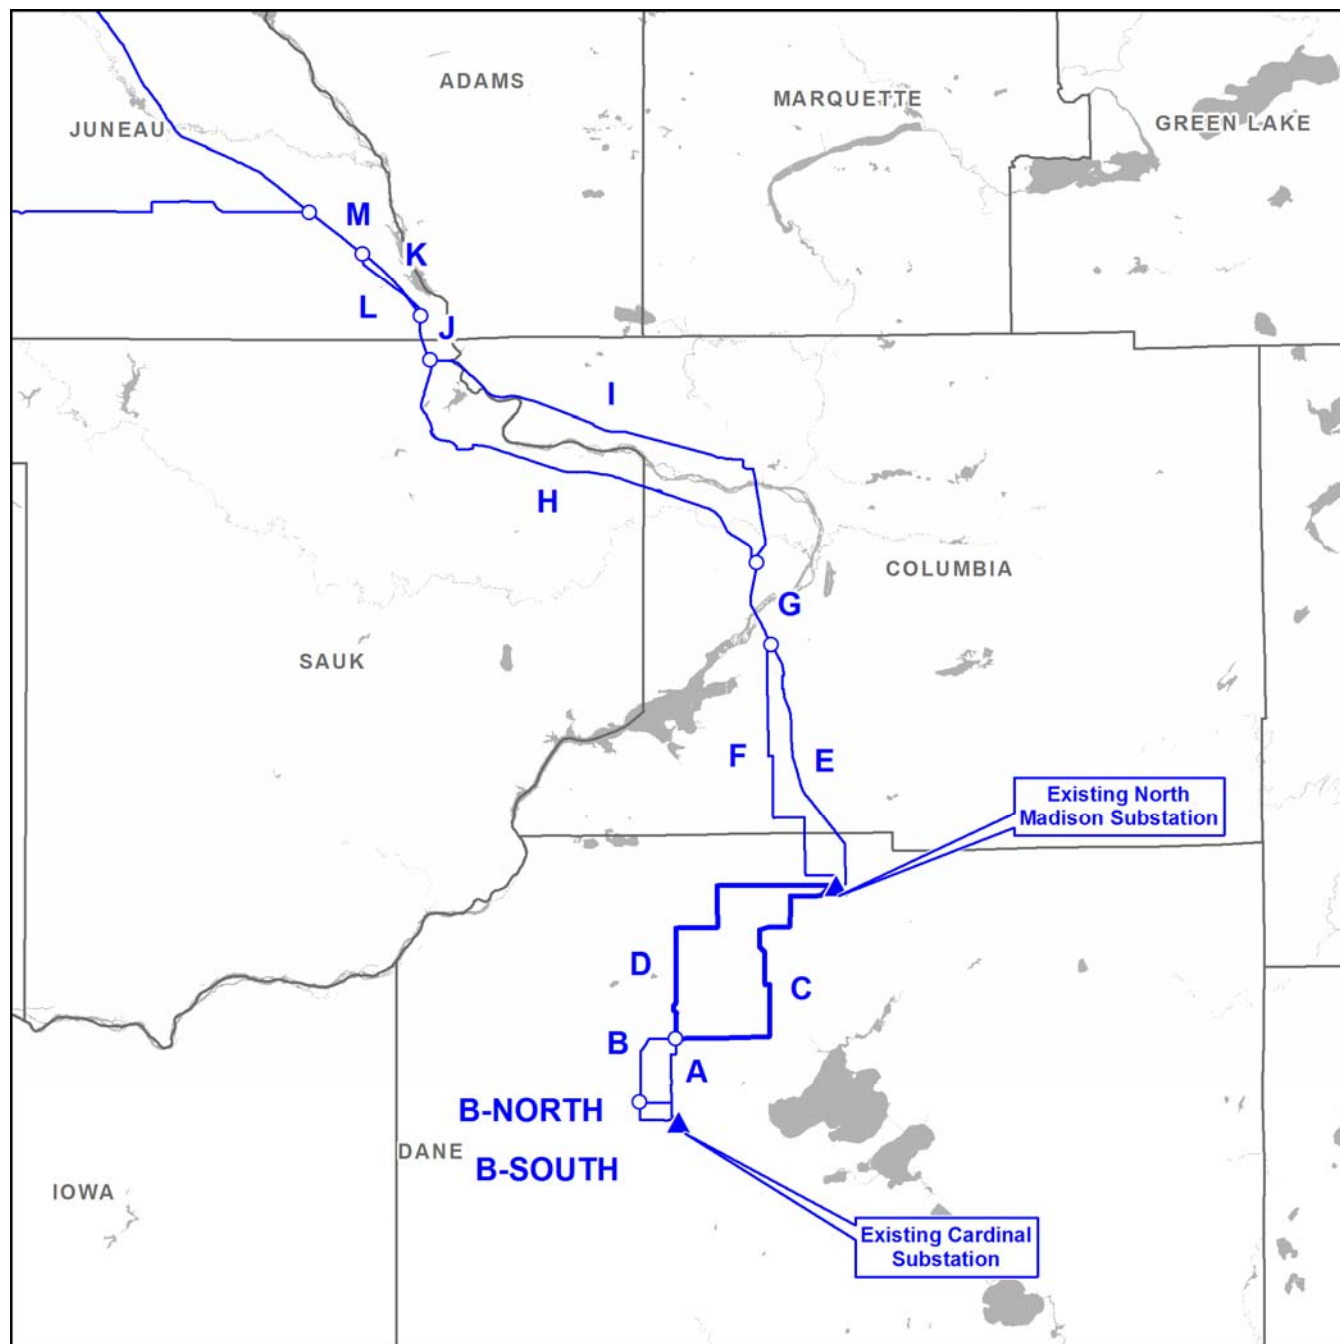 ADAMS
MARQUETTE
JUNEAU
GREEN LAKE
M
K
L
J
I
H
COLUMBIA
G
SAUK
F
E
Existing North
Madison Substation
D
C
B
A
B-NORTH
DANE
B-SOUTH
IOWA
Existing Cardinal
Substation